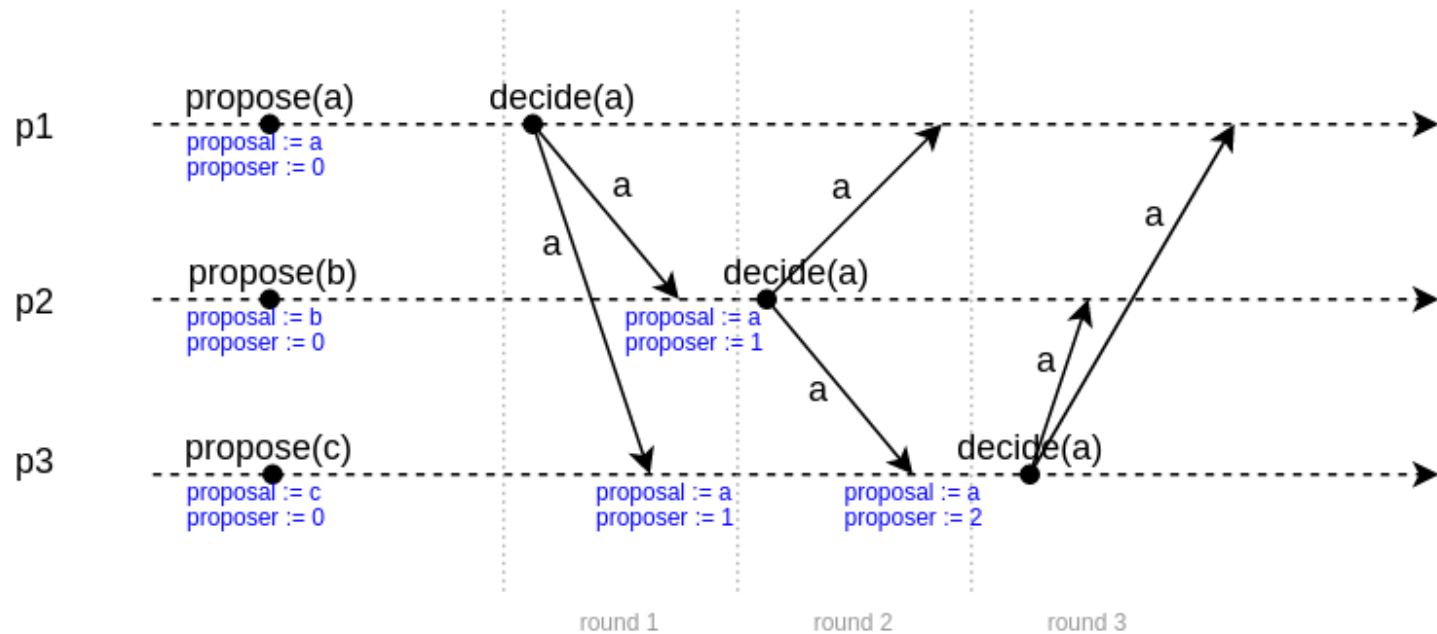 propose(a)
decide(a)
p1
proposal := a
proposer := 0
a
a
a
a
propose(b)
decide(a)
p2
proposal := b
proposer := 0
proposal := a
proposer := 1
a
a
propose(c)
decide(a)
p3
proposal := c
proposer := 0
proposal := a
proposer := 1
proposal := a
proposer := 2
round 1
round 2
round 3